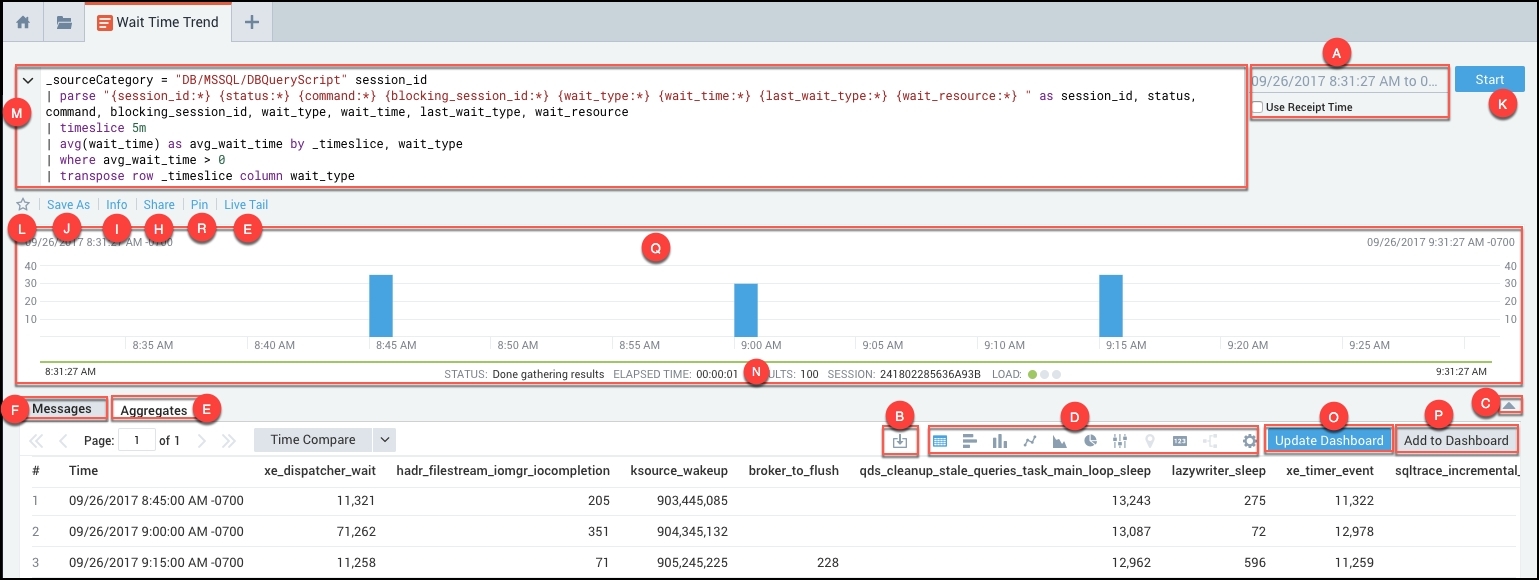 Wait Time Trend
A
_sourceCategory = "DB/MSSQL/DBQueryScript" session_id
| parse "{session_id:*} {status:*} {command:*} {blocking_session_id:*} {wait_type:*} {wait_time:*} {last_wait_type:*} {wait_resource:*} " as session_id, status,
command, blocking_session_id, wait_type, wait_time, last_wait_type, wait_resource
| timeslice 5m
| avg(wait_time) as avg_wait_time by _timeslice, wait_type
| where avg_wait_time > 0
| transpose row _timeslice column wait_type
M
09/26/2017 8:31:27 AM to 0...
Use Receipt Time
Start
K
Save As Info Share Pin Live Tail
L J I H R E
Q
09/26/2017 8:31:27 AM -0700
09/26/2017 9:31:27 AM -0700
40 40
30 30
20 20
10 10
8:35 AM 8:40 AM 8:45 AM 8:50 AM 8:55 AM 9:00 AM 9:05 AM 9:10 AM 9:15 AM 9:20 AM 9:25 AM
8:31:27 AM 9:31:27 AM
STATUS: Done gathering results ELAPSED TIME: 00:00:01 N ULTS: 100 SESSION: 241802285636A93B LOAD:
F Messages Aggregates E C
B D O P
Page: 1 of 1 Time Compare 123 Update Dashboard Add to Dashboard
# Time xe_dispatcher_wait hadr_filestream_iomgr_iocompletion ksource_wakeup broker_to_flush qds_cleanup_stale_queries_task_main_loop_sleep lazywriter_sleep xe_timer_event sqltrace_incremental_
1 09/26/2017 8:45:00 AM -0700 11,321 205 903,445,085 13,243 275 11,322
2 09/26/2017 9:00:00 AM -0700 71,262 351 904,345,132 13,087 72 12,978
3 09/26/2017 9:15:00 AM -0700 11,258 71 905,245,225 228 12,962 596 11,259